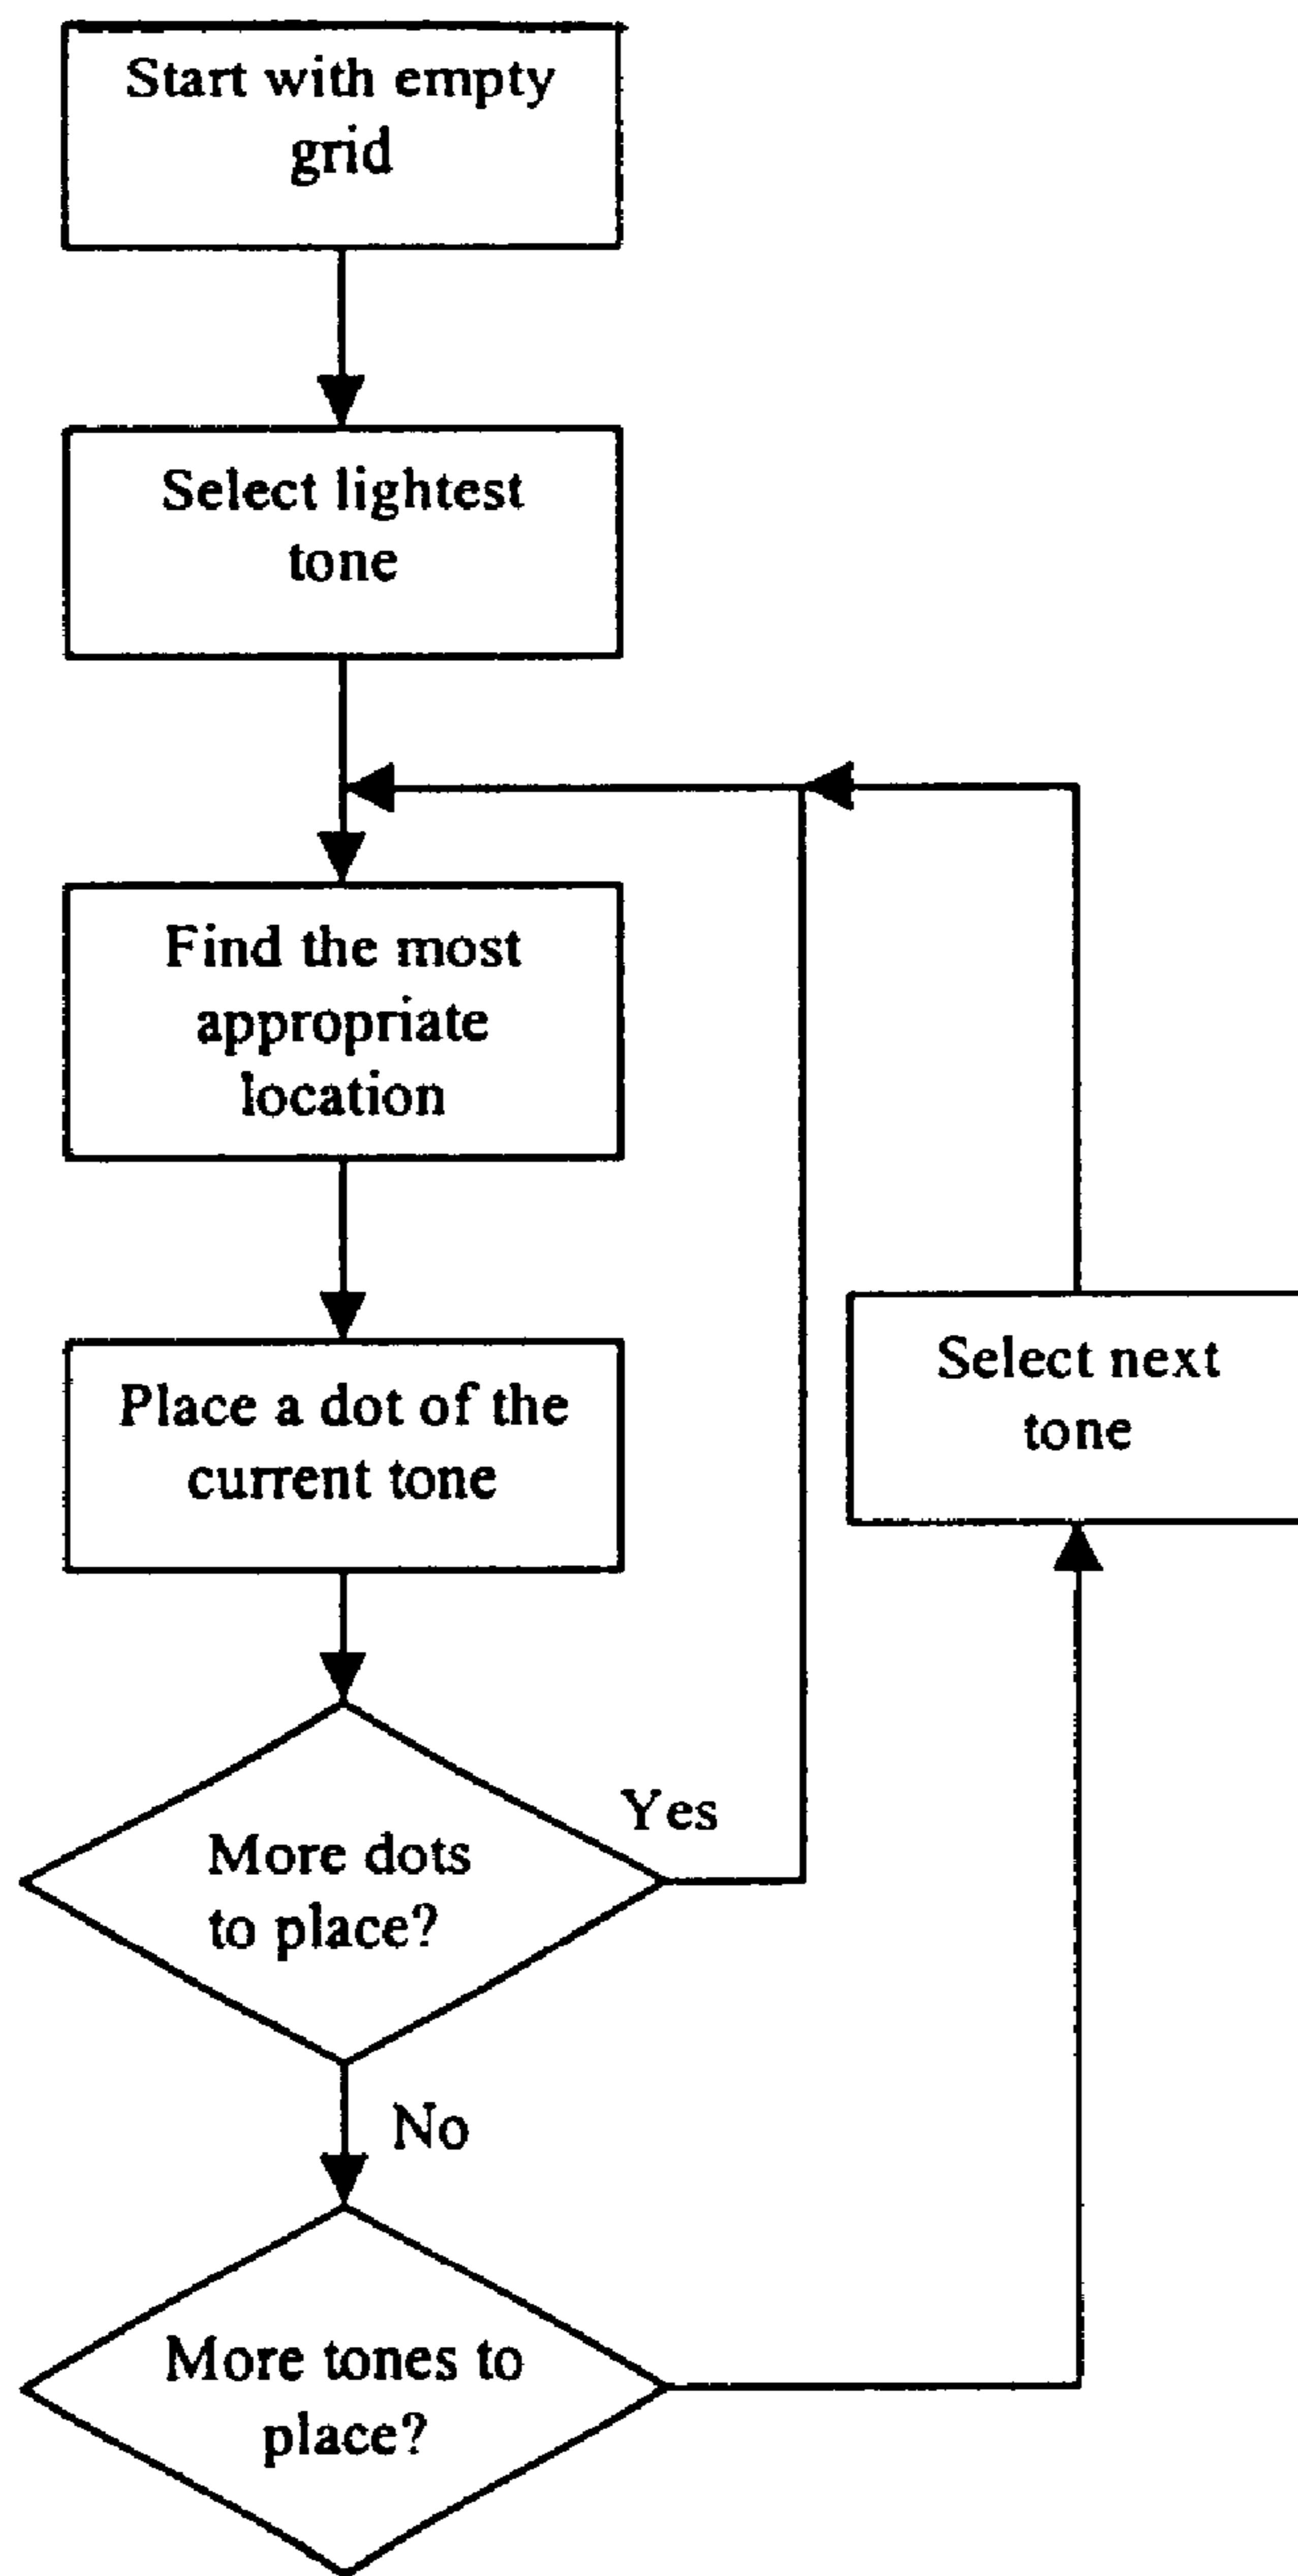 Start with empty
grid
Select lightest
tone
Find the most
appropriate
location
Place a dot of the
current tone
Select next
tone
Yes
More dots
to place?
No
More tones to
place?